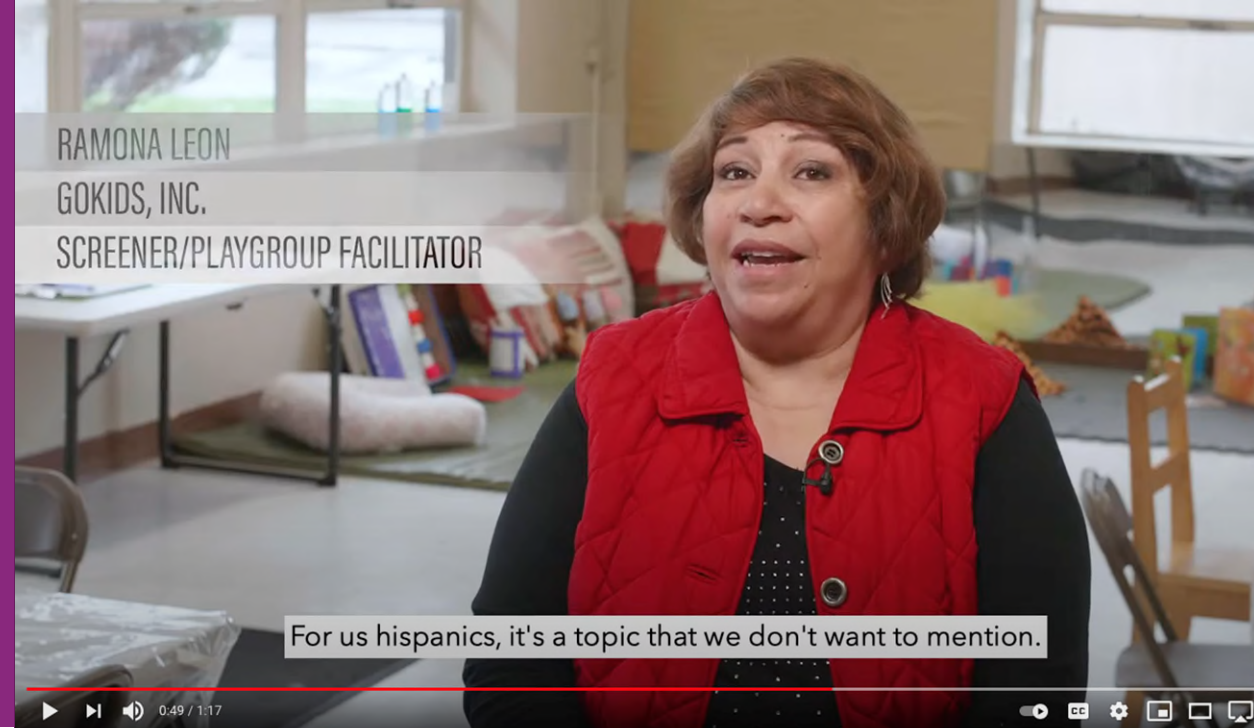 RAMONA LEON
GOKIDS, INC.
SCREENER/PLAYGROUP FACILITATOR
For us hispanics, it's a topic that we don't want to mention.
0:49 / 1:17
CC